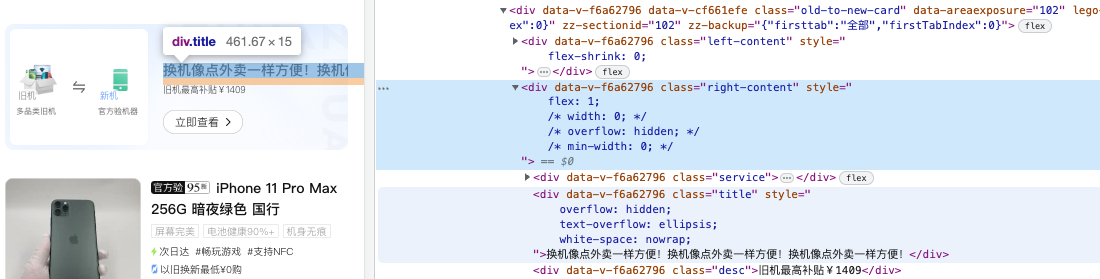 div.title 461.67 × 15
换机像点外卖一样方便！换机
旧机最高补贴￥1409
旧机
新机
多品类旧机
官方验机器
立即查看
官方验 95新 iPhone 11 Pro Max
256G 暗夜绿色 国行
屏幕完美 电池健康90%+ 机身无痕
次日达 #畅玩游戏 #支持NFC
以旧换新最低¥0购
▼<div data-v-f6a62796 data-v-cf661efe class="old-to-new-card" data-areaexposure="102" lego-
ex":0}" zz-sectionid="102" zz-backup="{"firsttab":"全部","firstTabIndex":0}"> flex
▶<div data-v-f6a62796 class="left-content" style="
flex-shrink: 0;
">…</div> flex
… ▼<div data-v-f6a62796 class="right-content" style="
flex: 1;
/* width: 0; */
/* overflow: hidden; */
/* min-width: 0; */
"> == $0
▶<div data-v-f6a62796 class="service">…</div> flex
<div data-v-f6a62796 class="title" style="
overflow: hidden;
text-overflow: ellipsis;
white-space: nowrap;
">换机像点外卖一样方便！换机像点外卖一样方便！换机像点外卖一样方便！</div>
<div data-v-f6a62796 class="desc">旧机最高补贴￥1409</div>